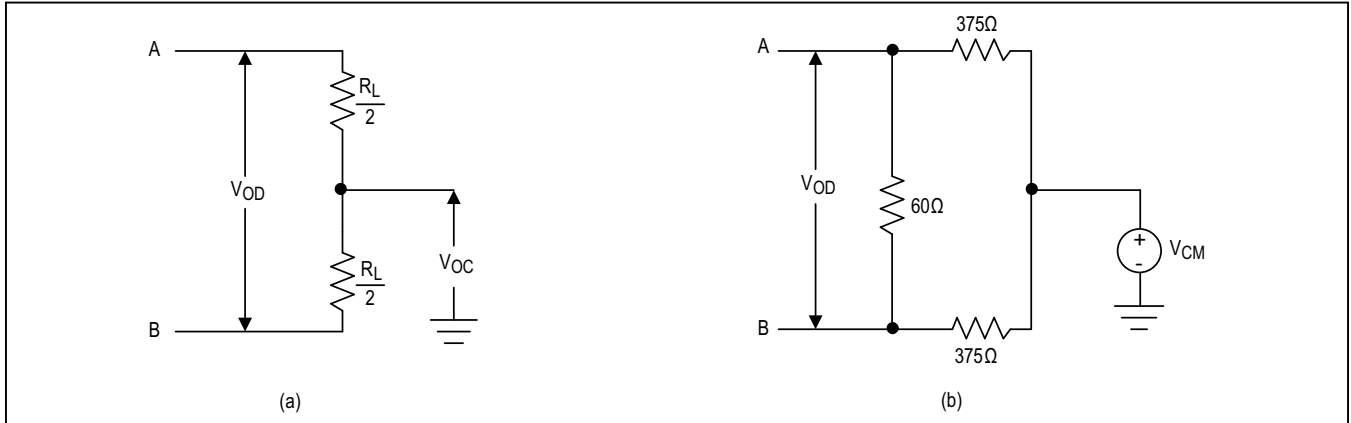 A
R_L
2
V_OD
R_L
2
V_OC
B
(a)
375Ω
A
V_OD
60Ω
+
-
V_CM
B
375Ω
(b)